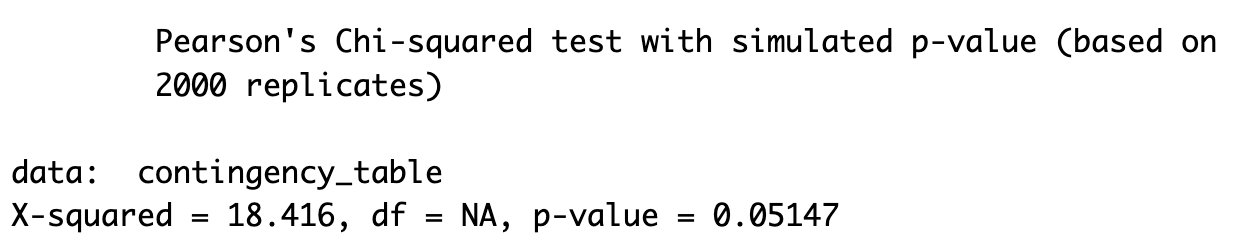 Pearson's Chi-squared test with simulated p-value (based on
2000 replicates)
data:  contingency_table
X-squared = 18.416, df = NA, p-value = 0.05147